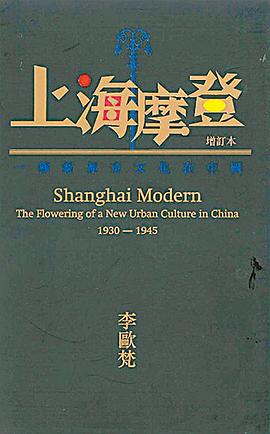 上海摩登
增訂本
一種新都市文化在中國
Shanghai Modern
The Flowering of a New Urban Culture in China
1930 — 1945
李歐梵